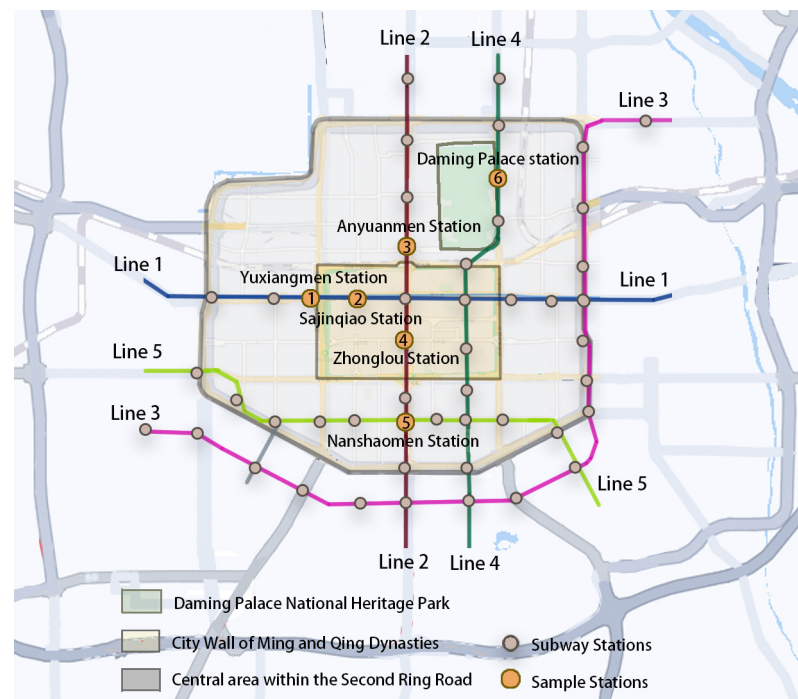 Line 2
Line 4
Line 3
Daming Palace station
6
Anyuanmen Station
3
Line 1
Yuxiangmen Station
Line 1
1
2
Sajinqiao Station
4
Line 5
Zhonglou Station
Line 3
5
Nanshaomen Station
Line 5
Line 2
Line 4
Daming Palace National Heritage Park
City Wall of Ming and Qing Dynasties
Subway Stations
Central area within the Second Ring Road
Sample Stations